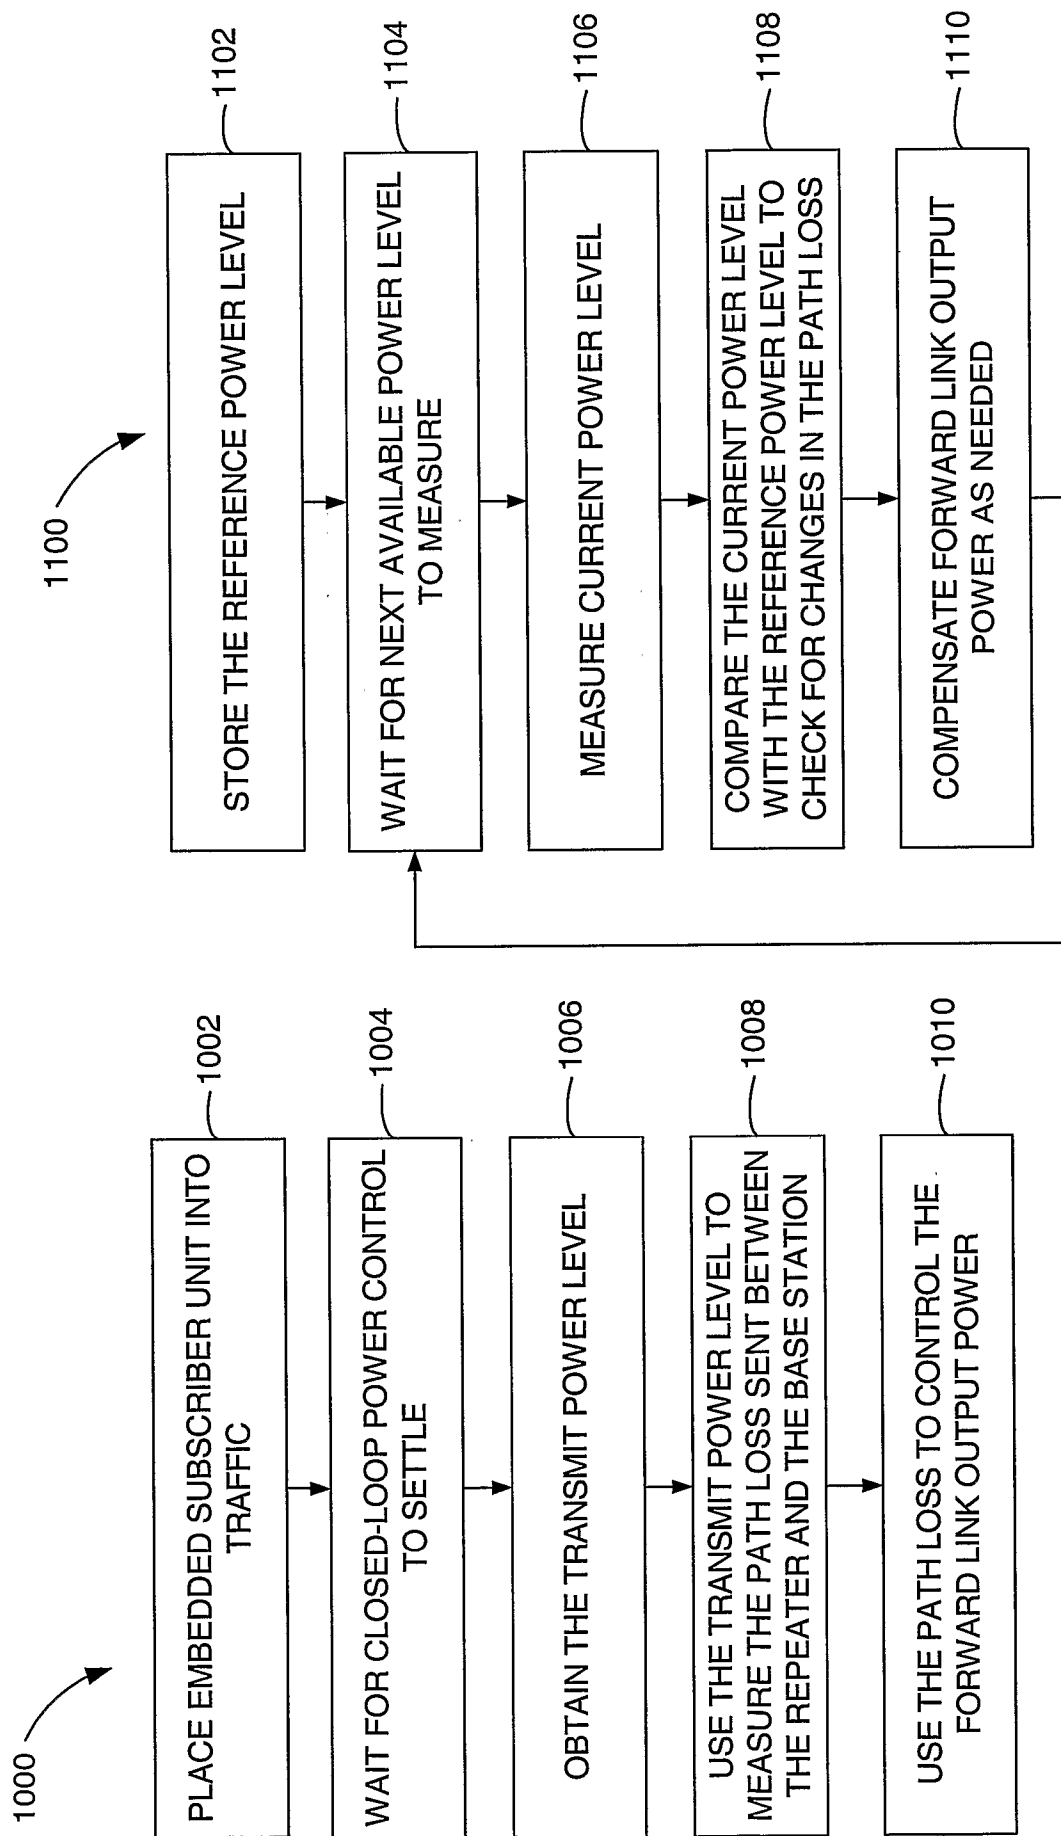 1000
PLACE EMBEDDED SUBSCRIBER UNIT INTO
TRAFFIC
1002
WAIT FOR CLOSED-LOOP POWER CONTROL
TO SETTLE
1004
OBTAIN THE TRANSMIT POWER LEVEL
1006
USE THE TRANSMIT POWER LEVEL TO
MEASURE THE PATH LOSS SENT BETWEEN
THE REPEATER AND THE BASE STATION
1008
USE THE PATH LOSS TO CONTROL THE
FORWARD LINK OUTPUT POWER
1010
1100
STORE THE REFERENCE POWER LEVEL
1102
WAIT FOR NEXT AVAILABLE POWER LEVEL
TO MEASURE
1104
MEASURE CURRENT POWER LEVEL
1106
COMPARE THE CURRENT POWER LEVEL
WITH THE REFERENCE POWER LEVEL TO
CHECK FOR CHANGES IN THE PATH LOSS
1108
COMPENSATE FORWARD LINK OUTPUT
POWER AS NEEDED
1110